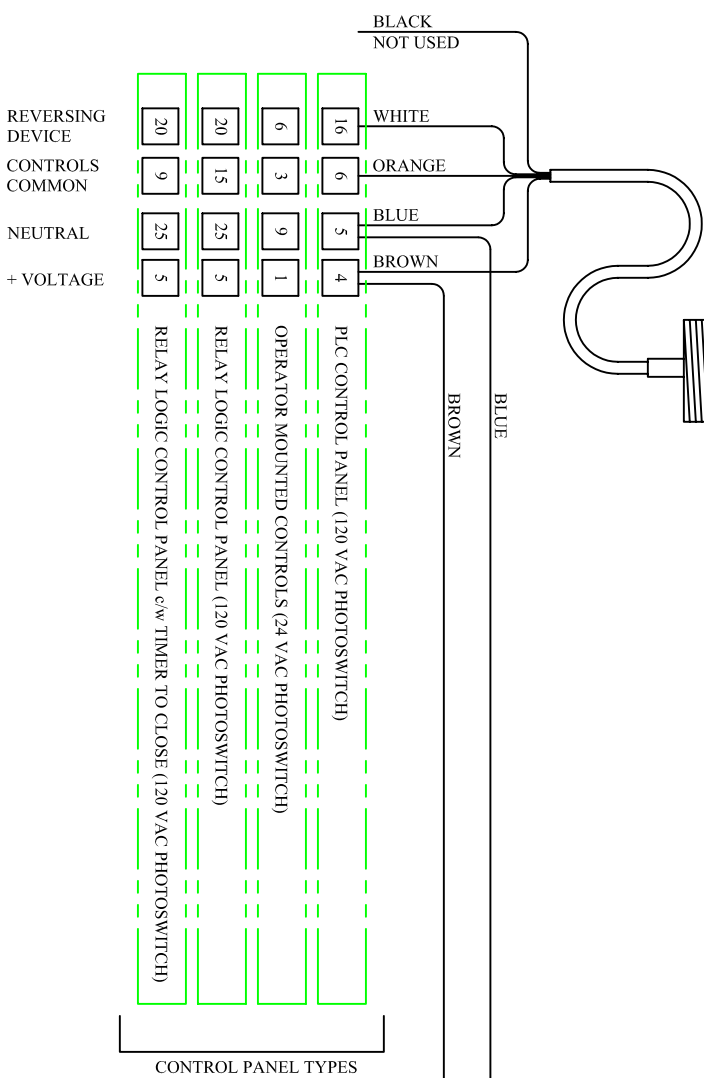 BLACK
NOT USED
REVERSING
DEVICE
20
20
6
16
WHITE
CONTROLS
COMMON
9
15
3
6
ORANGE
NEUTRAL
25
25
9
5
BLUE
+ VOLTAGE
5
5
1
4
BROWN
RELAY LOGIC CONTROL PANEL c/w TIMER TO CLOSE (120 VAC PHOTOSWITCH)
RELAY LOGIC CONTROL PANEL (120 VAC PHOTOSWITCH)
OPERATOR MOUNTED CONTROLS (24 VAC PHOTOSWITCH)
PLC CONTROL PANEL (120 VAC PHOTOSWITCH)
BROWN
BLUE
CONTROL PANEL TYPES